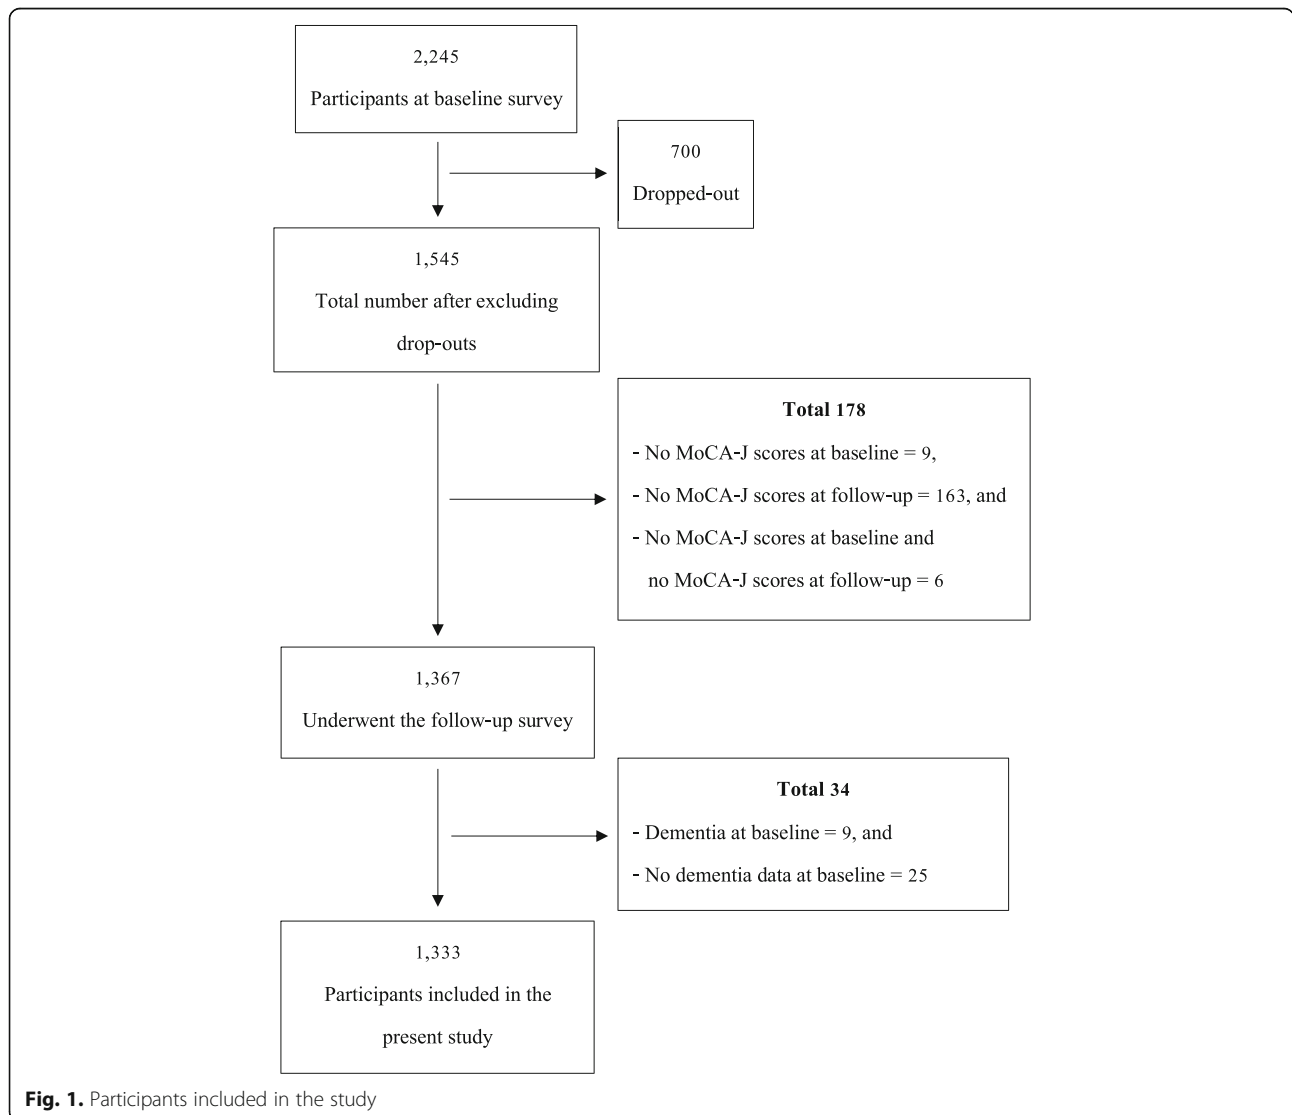 2,245
Participants at baseline survey
700
Dropped-out
1,545
Total number after excluding
drop-outs
Total 178
- No MoCA-J scores at baseline = 9,
- No MoCA-J scores at follow-up = 163, and
- No MoCA-J scores at baseline and
no MoCA-J scores at follow-up = 6
1,367
Underwent the follow-up survey
Total 34
- Dementia at baseline = 9, and
- No dementia data at baseline = 25
1,333
Participants included in the
present study
Fig. 1. Participants included in the study